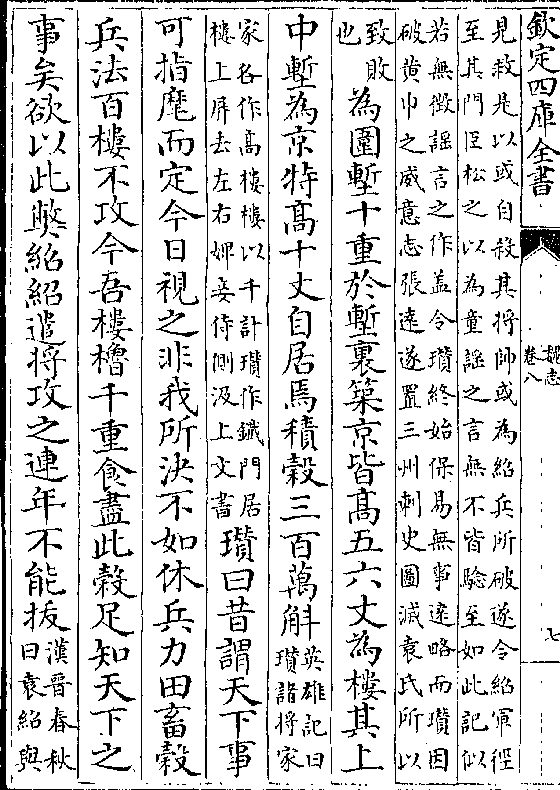 欽定四庫全書
魏志
卷八
七
見救是以或自殺其將帥或為紹兵所破遂令紹軍徑
至其門臣松之以為童謠之言無不皆驗至如此記似
若無徵謠言之作蓋令瓚終始保易無事遠略而瓚因
破黃巾之威意志張遠遂置三州刺史圖滅袁氏所以
致敗
也
為圍塹十重於塹裏築京皆高五六丈為樓其上
中塹為京特高十丈自居焉積穀三百萬斛
英雄記曰
瓚諸將家
家各作高樓樓以千計瓚作鐵門居
樓上屏去左右婢妾侍側汲上文書
瓚曰昔謂天下事
可指麾而定今日視之非我所決不如休兵力田畜穀
兵法百樓不攻今吾樓櫓千重食盡此穀足知天下之
事矣欲以此獘紹紹遣將攻之連年不能拔
漢晉春秋
曰袁紹與